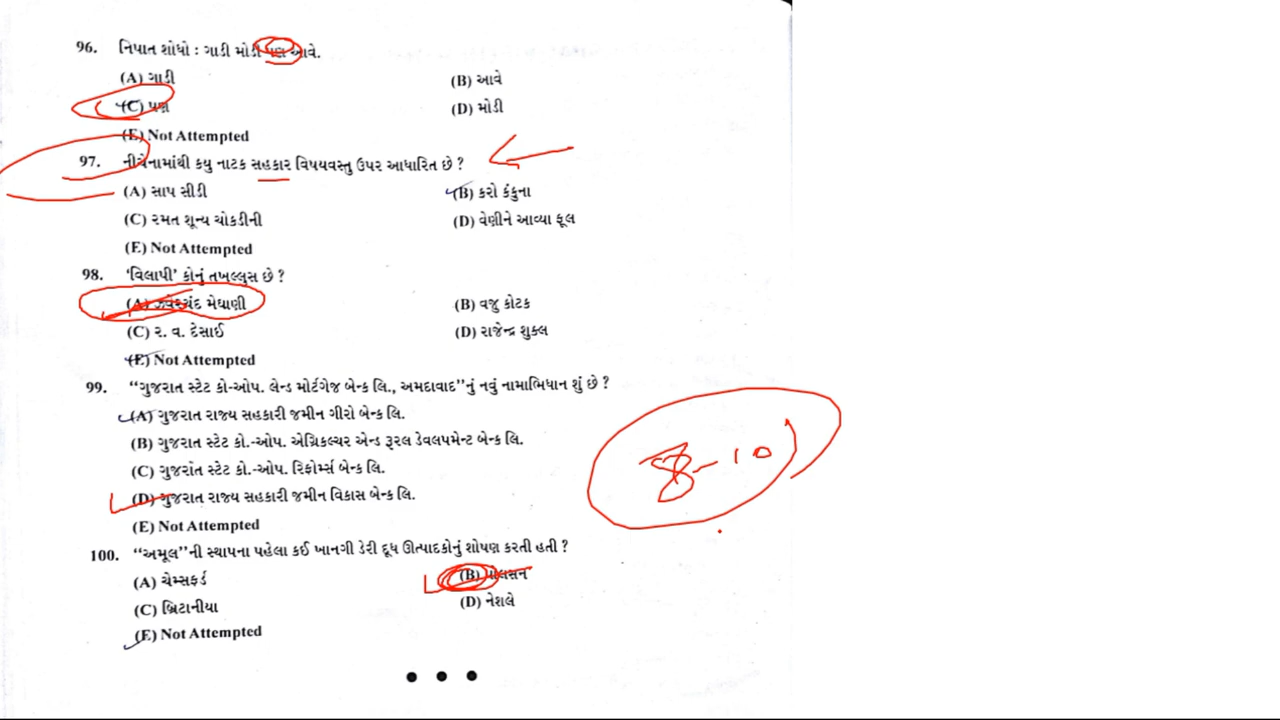 96. નિપાત શોધો : ગાડી મોડી પણ આવે.
(A) ગાડી (B) આવે
(C) પણ (D) મોડી
(E) Not Attempted
97. નીચેનામાંથી કયુ નાટક સહકાર વિષયવસ્તુ ઉપર આધારિત છે ?
(A) સાપ સીડી (B) કરો કંકુના
(C) રમત શૂન્ય ચોકડીની (D) વેણીને આવ્યા ફૂલ
(E) Not Attempted
98. ‘વિલાપી’ કોનું તખલ્લુસ છે ?
(A) ઝવેરચંદ મેઘાણી (B) વજુ કોટક
(C) ર. વ. દેસાઈ (D) રાજેન્દ્ર શુક્લ
(E) Not Attempted
99. “ગુજરાત સ્ટેટ કો-ઓપ. લેન્ડ મોર્ટગેજ બેન્ક લિ., અમદાવાદ”નું નવું નામાભિધાન શું છે ?
(A) ગુજરાત રાજ્ય સહકારી જમીન ગીરો બેન્ક લિ.
(B) ગુજરાત સ્ટેટ કો.-ઓપ. એગ્રિકલ્ચર એન્ડ રૂરલ ડેવલપમેન્ટ બેન્ક લિ.
(C) ગુજરાત સ્ટેટ કો.-ઓપ. રિફોર્મ્સ બેન્ક લિ.
8-10
(D) ગુજરાત રાજ્ય સહકારી જમીન વિકાસ બેન્ક લિ.
(E) Not Attempted
100. “અમૂલ”ની સ્થાપના પહેલા કઈ ખાનગી ડેરી દૂધ ઊત્પાદકોનું શોષણ કરતી હતી ?
(A) ચેમ્સફર્ડ (B) પોલસન
(C) બ્રિટાનીયા (D) નેશલે
(E) Not Attempted